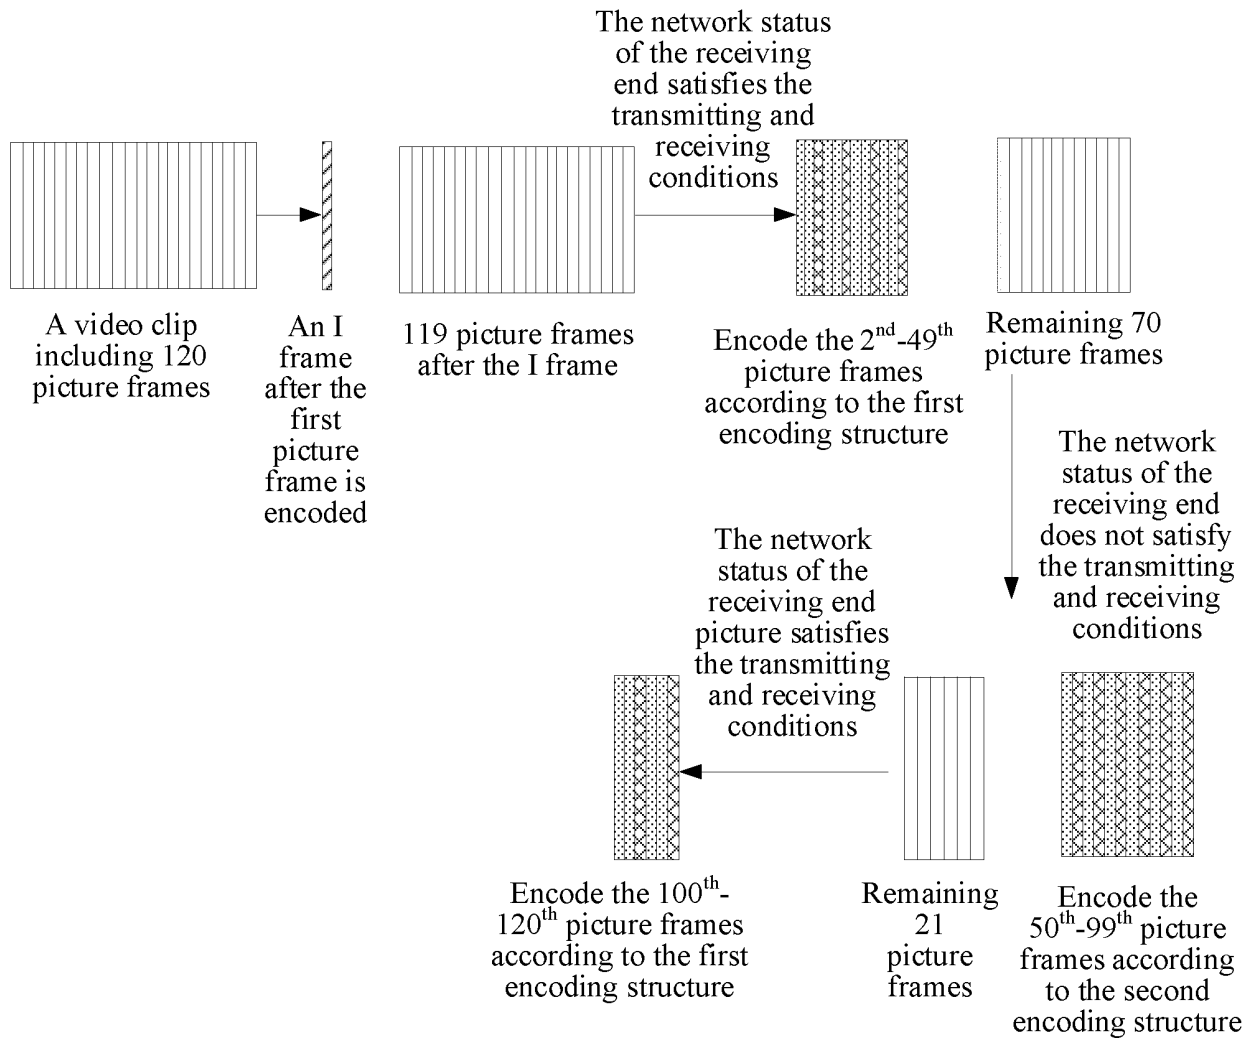 The network status
of the receiving
end satisfies the
transmitting and
receiving
conditions
A video clip
including 120
picture frames
An I
frame
after the
first
picture
frame is
encoded
119 picture frames
after the I frame
Encode the 2nd-49th
picture frames
according to the first
encoding structure
Remaining 70
picture frames
The network
status of the
receiving end
does not satisfy
the transmitting
and receiving
conditions
The network
status of the
receiving end
picture satisfies
the transmitting
and receiving
conditions
Encode the 100th-
120th picture frames
according to the first
encoding structure
Remaining
21
picture
frames
Encode the
50th-99th picture
frames according
to the second
encoding structure